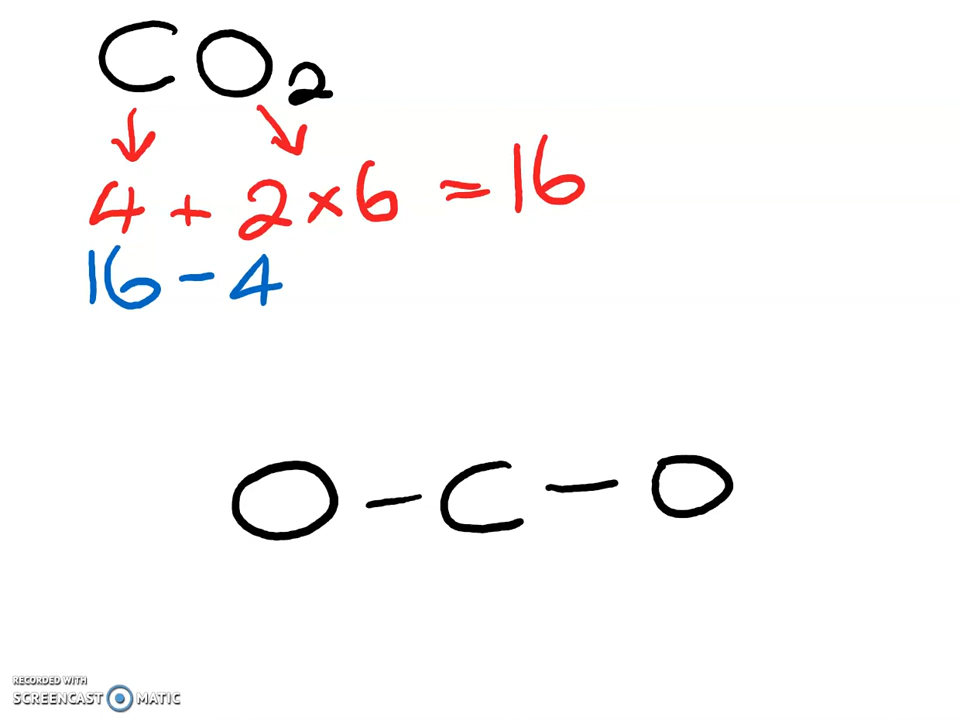 CO₂
4 + 2 × 6 = 16
16 - 4
O - C - O
RECORDED WITH
SCREENCAST MATIC